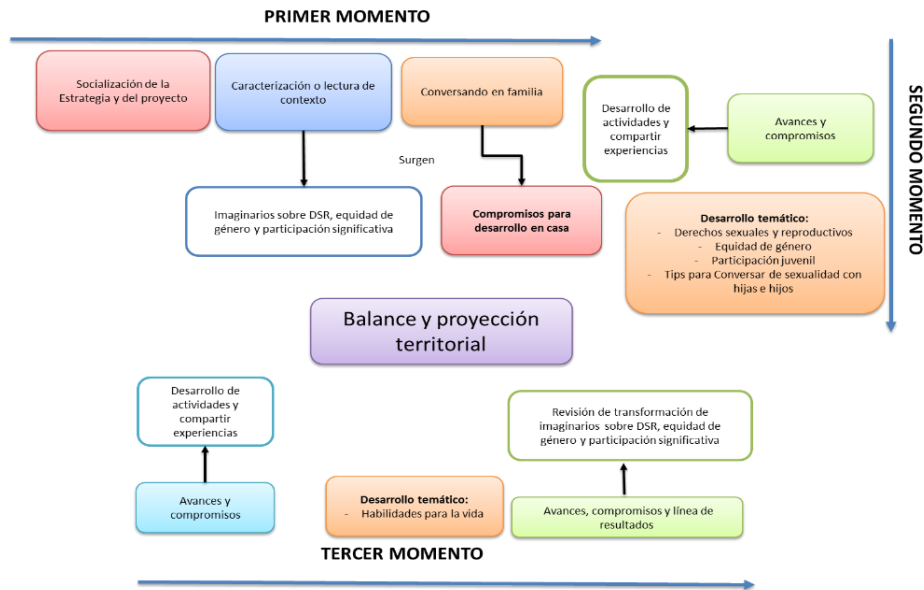 PRIMER MOMENTO
Socialización de la
Estrategia y del proyecto
Caracterización o lectura de
contexto
Conversando en familia
Desarrollo de
actividades y
compartir
experiencias
Avances y
compromisos
SEGUNDO MOMENTO
Surgen
Imaginarios sobre DSR, equidad de
género y participación significativa
Compromisos para
desarrollo en casa
Desarrollo temático:
- Derechos sexuales y reproductivos
- Equidad de género
- Participación juvenil
- Tips para Conversar de sexualidad con
hijas e hijos
Balance y proyección
territorial
Desarrollo de
actividades y
compartir
experiencias
Revisión de transformación de
imaginarios sobre DSR, equidad de
género y participación significativa
Avances y
compromisos
Desarrollo temático:
- Habilidades para la vida
Avances, compromisos y línea de
resultados
TERCER MOMENTO